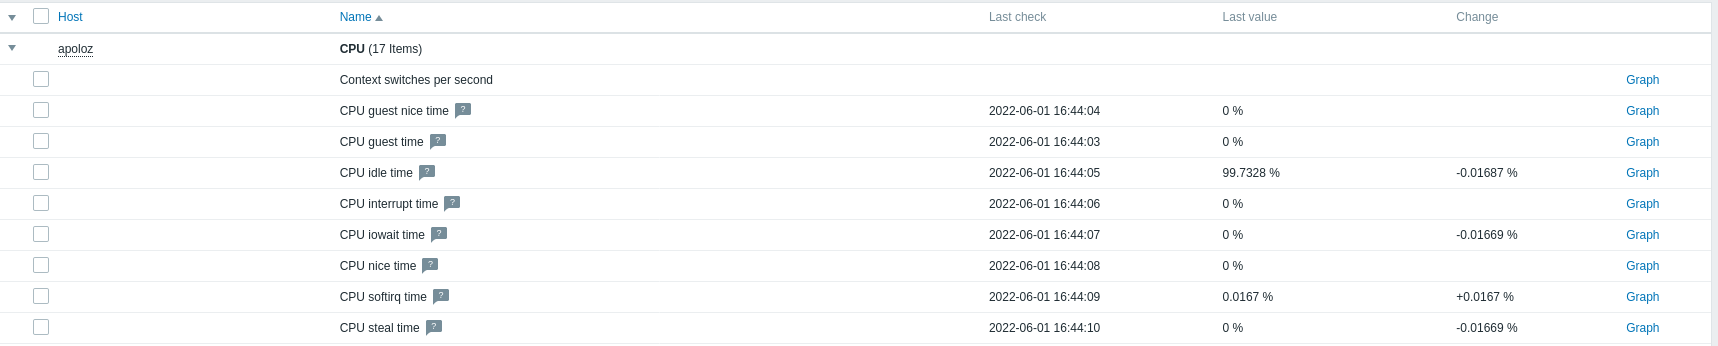 Host Name Last check Last value Change
apoloz CPU (17 Items)
Context switches per second Graph
CPU guest nice time ? 2022-06-01 16:44:04 0 % Graph
CPU guest time ? 2022-06-01 16:44:03 0 % Graph
CPU idle time ? 2022-06-01 16:44:05 99.7328 % -0.01687 % Graph
CPU interrupt time ? 2022-06-01 16:44:06 0 % Graph
CPU iowait time ? 2022-06-01 16:44:07 0 % -0.01669 % Graph
CPU nice time ? 2022-06-01 16:44:08 0 % Graph
CPU softirq time ? 2022-06-01 16:44:09 0.0167 % +0.0167 % Graph
CPU steal time ? 2022-06-01 16:44:10 0 % -0.01669 % Graph